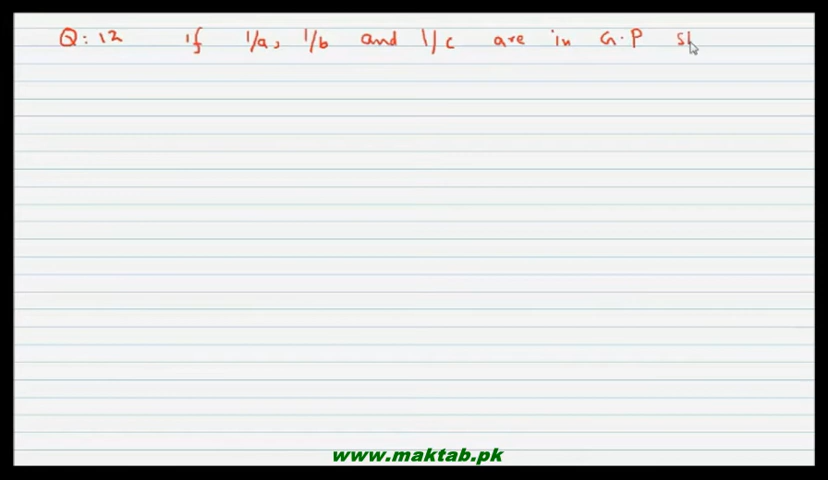 Q: 12 If 1/a, 1/b and 1/c are in G.P
www.maktab.pk